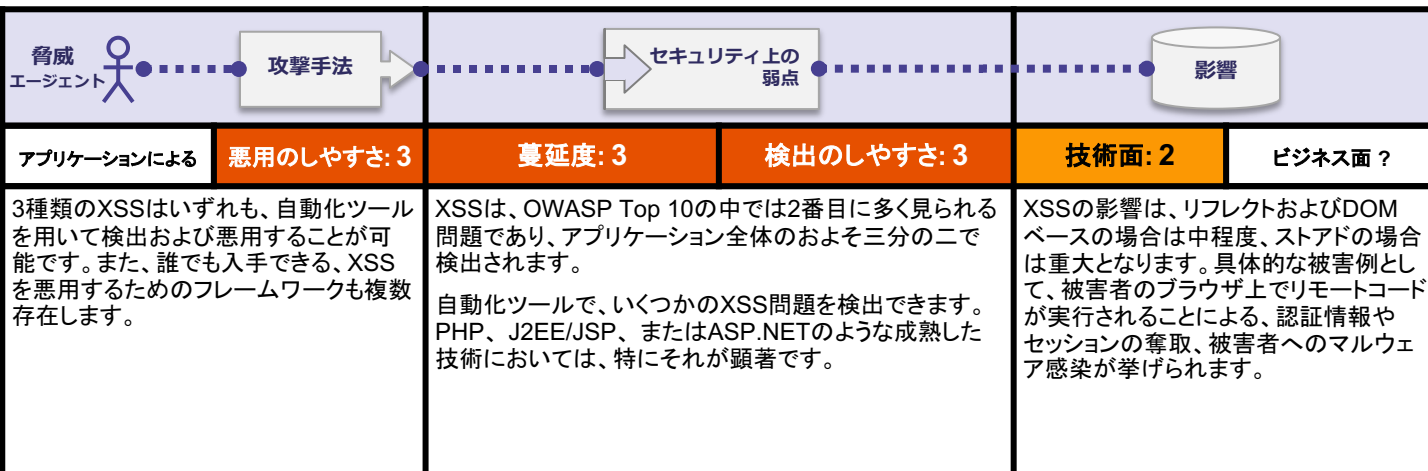 脅威
エージェント
攻撃手法
セキュリティ上の
弱点
影響
アプリケーションによる
悪用のしやすさ: 3
蔓延度: 3
検出のしやすさ: 3
技術面: 2
ビジネス面 ?
3種類のXSSはいずれも、自動化ツール
を用いて検出および悪用することが可
能です。また、誰でも入手できる、XSS
を悪用するためのフレームワークも複数
存在します。
XSSは、OWASP Top 10の中では2番目に多く見られる
問題であり、アプリケーション全体のおよそ三分の二で
検出されます。
自動化ツールで、いくつかのXSS問題を検出できます。
PHP、 J2EE/JSP、 またはASP.NETのような成熟した
技術においては、特にそれが顕著です。
XSSの影響は、リフレクトおよびDOM
ベースの場合は中程度、ストアドの場合
は重大となります。具体的な被害例とし
て、被害者のブラウザ上でリモートコード
が実行されることによる、認証情報や
セッションの奪取、被害者へのマルウェ
ア感染が挙げられます。